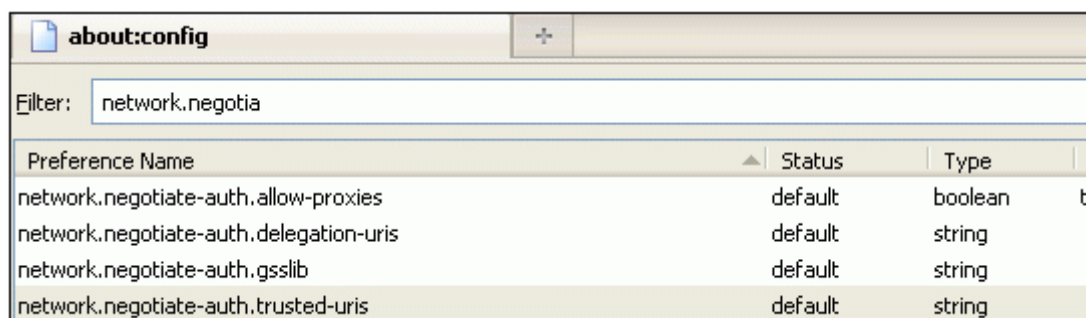 about:config
Filter: network.negotia
Preference Name Status Type
network.negotiate-auth.allow-proxies default boolean t
network.negotiate-auth.delegation-uris default string
network.negotiate-auth.gsslib default string
network.negotiate-auth.trusted-uris default string